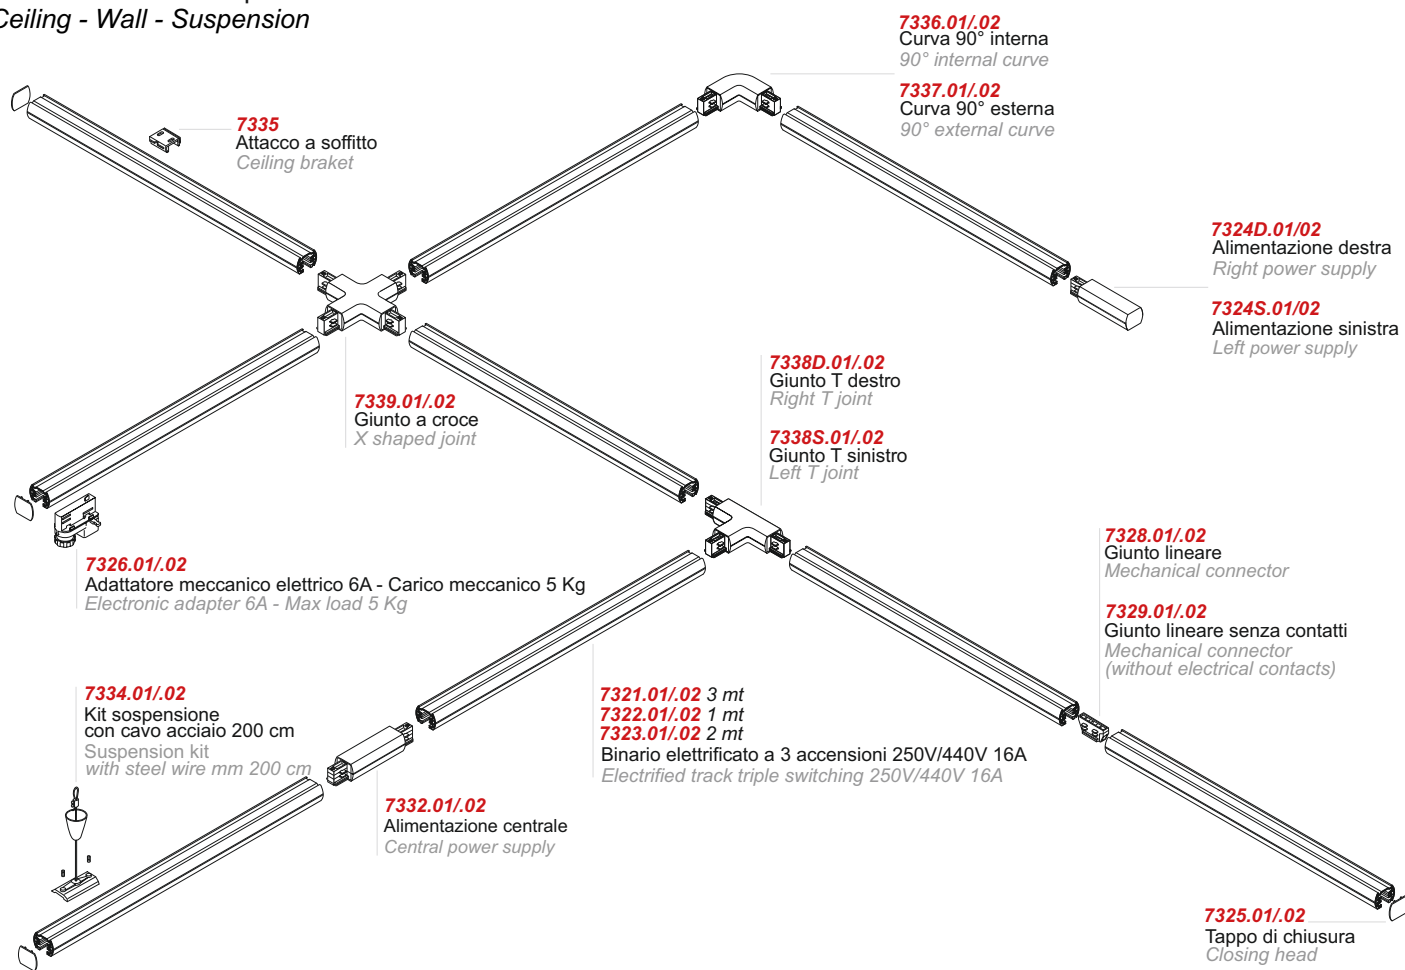 Ceiling - Wall - Suspension
7336.01/.02
Curva 90° interna
90° internal curve
7337.01/.02
Curva 90° esterna
90° external curve
7335
Attacco a soffitto
Ceiling braket
7324D.01/02
Alimentazione destra
Right power supply
7324S.01/02
Alimentazione sinistra
Left power supply
7338D.01/.02
Giunto T destro
Right T joint
7338S.01/.02
Giunto T sinistro
Left T joint
7339.01/.02
Giunto a croce
X shaped joint
7326.01/.02
Adattatore meccanico elettrico 6A - Carico meccanico 5 Kg
Electronic adapter 6A - Max load 5 Kg
7328.01/.02
Giunto lineare
Mechanical connector
7329.01/.02
Giunto lineare senza contatti
Mechanical connector
(without electrical contacts)
7334.01/.02
Kit sospensione
con cavo acciaio 200 cm
Suspension kit
with steel wire mm 200 cm
7321.01/.02 3 mt
7322.01/.02 1 mt
7323.01/.02 2 mt
Binario elettrificato a 3 accensioni 250V/440V 16A
Electrified track triple switching 250V/440V 16A
7332.01/.02
Alimentazione centrale
Central power supply
7325.01/.02
Tappo di chiusura
Closing head